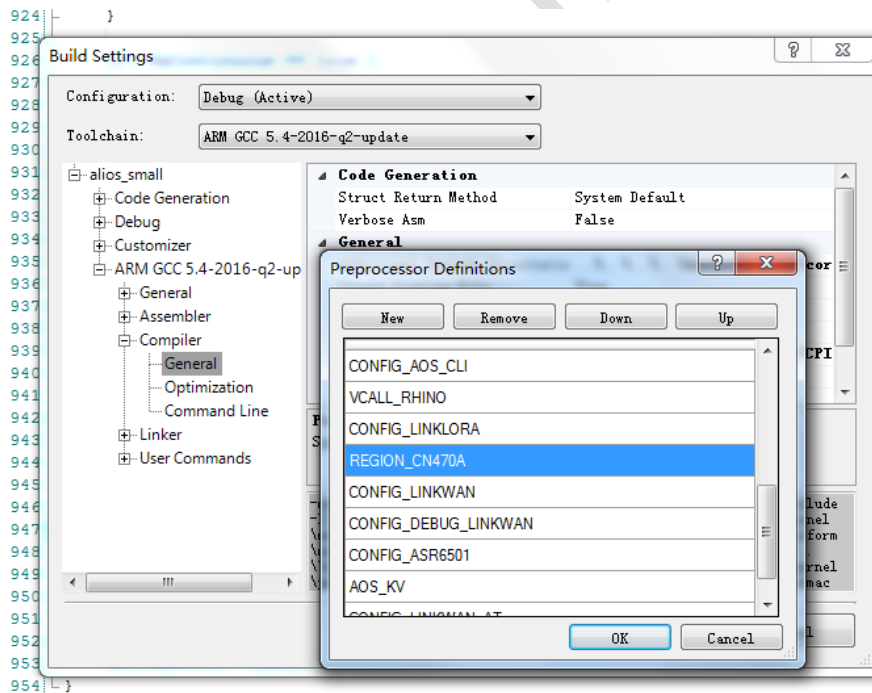 924 }
925
926 Build Settings
927
928 Configuration: Debug (Active)
929
930 Toolchain: ARM GCC 5.4-2016-q2-update
931 alios_small
932 Code Generation
933 Debug
934 Customizer
935 ARM GCC 5.4-2016-q2-up
936 General
937 Assembler
938 Compiler
939 General
940 Optimization
941 Command Line
942 Linker
943 User Commands
944
945
946
947
948
949
950
951
952
953
954 }
Code Generation
Struct Return Method System Default
Verbose Asm False
General
Preprocessor Definitions
New Remove Down Up
CONFIG_AOS_CLI
VCALL_RHINO
CONFIG_LINKLORA
REGION_CN470A
CONFIG_LINKWAN
CONFIG_DEBUG_LINKWAN
CONFIG_ASR6501
AOS_KV
CONFIG_LINKWAN_AT
OK Cancel